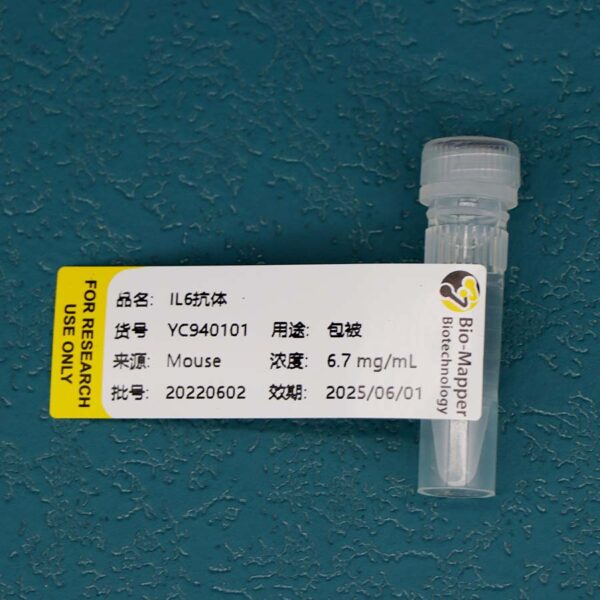 FOR RESEARCH
USE ONLY
品名: IL6抗体
货号 YC940101 用途: 包被
来源: Mouse 浓度: 6.7 mg/mL
批号: 20220602 效期: 2025/06/01
Bio-Mapper
Biotechnology